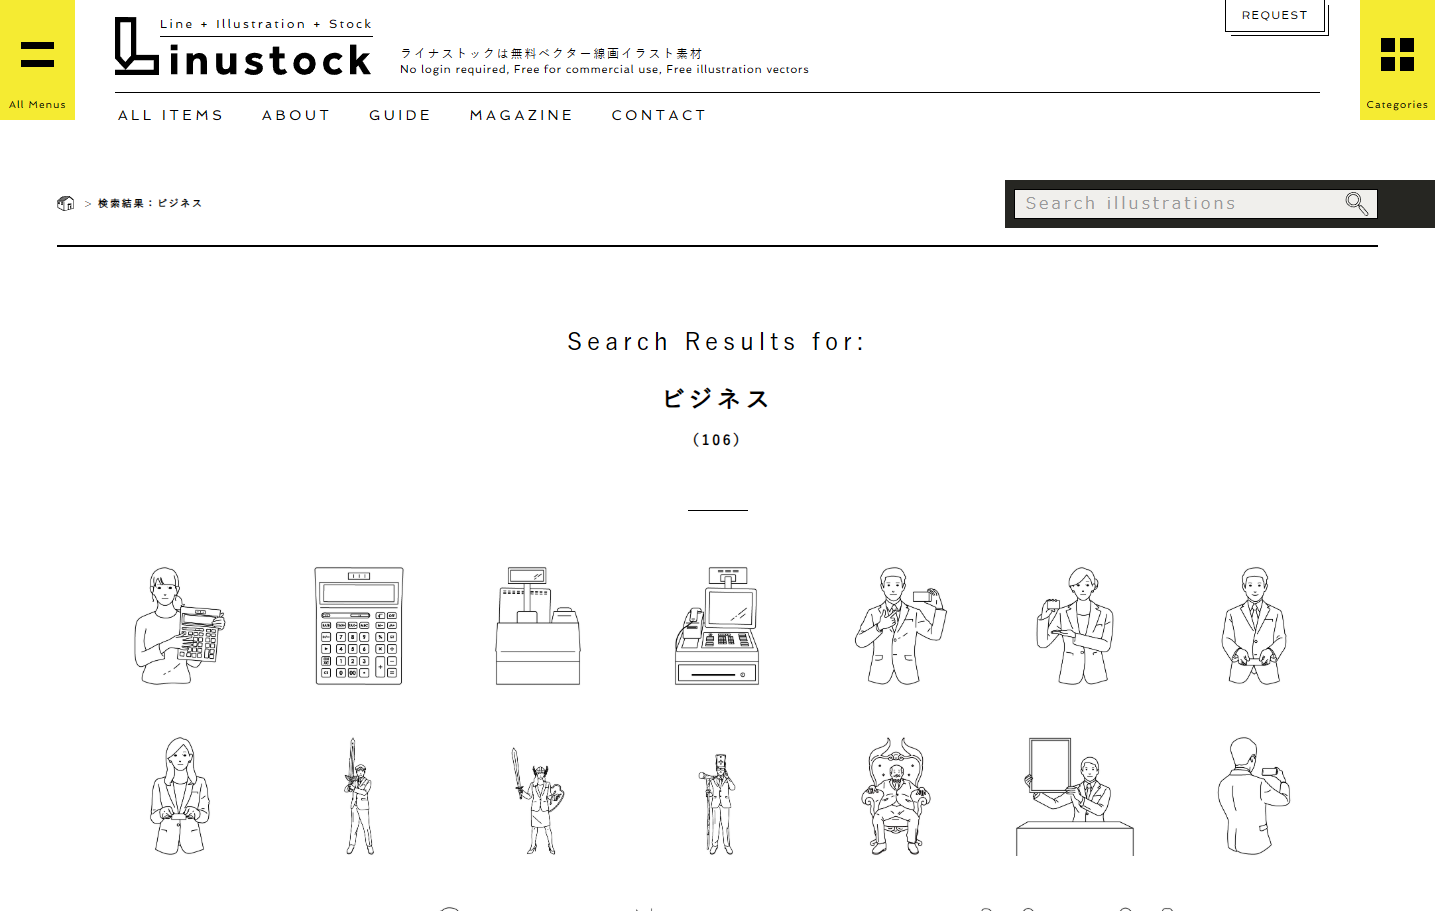 All Menus
Line + Illustration + Stock
Linustock
ライナストックは無料ベクター線画イラスト素材
No login required, Free for commercial use, Free illustration vectors
REQUEST
Categories
ALL ITEMS ABOUT GUIDE MAGAZINE CONTACT
> 検索結果：ビジネス
Search illustrations
Search Results for:
ビジネス
（106）